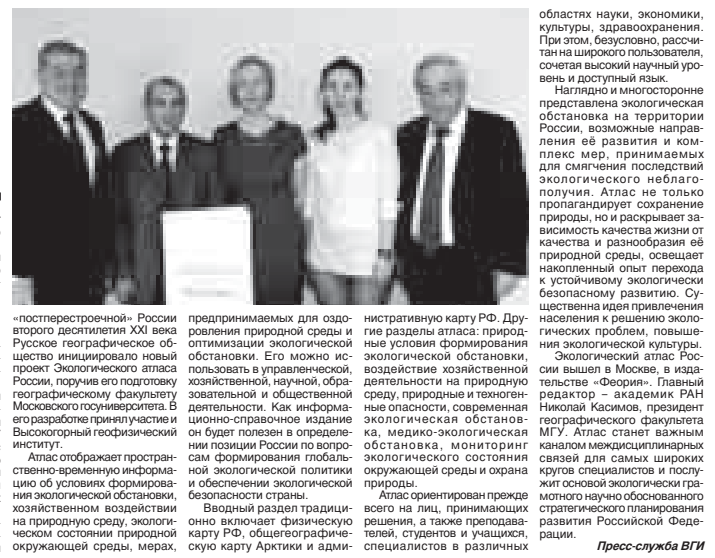 «постперестроечной» России
второго десятилетия XXI века
Русское географическое об-
щество инициировало новый
проект Экологического атласа
России, поручив его подготовку
географическому факультету
Московского госуниверситета. В
его разработке принял участие и
Высокогорный геофизический
институт.
Атлас отображает простран-
ственно-временную информа-
цию об условиях формирова-
ния экологической обстановки,
хозяйственном воздействии
на природную среду, экологи-
ческом состоянии природной
окружающей среды, мерах,
предпринимаемых для оздо-
ровления природной среды и
оптимизации экологической
обстановки. Его можно ис-
пользовать в управленческой,
хозяйственной, научной, обра-
зовательной и общественной
деятельности. Как информа-
ционно-справочное издание
он будет полезен в определе-
нии позиции России по вопро-
сам формирования глобаль-
ной экологической политики
и обеспечении экологической
безопасности страны.
Вводный раздел традици-
онно включает физическую
карту РФ, общегеографиче-
скую карту Арктики и адми-
нистративную карту РФ. Дру-
гие разделы атласа: природ-
ные условия формирования
экологической обстановки,
воздействие хозяйственной
деятельности на природную
среду, природные и техноген-
ные опасности, современная
экологическая обстанов-
ка, медико-экологическая
обстановка, мониторинг
экологического состояния
окружающей среды и охрана
природы.
Атлас ориентирован прежде
всего на лиц, принимающих
решения, а также преподава-
телей, студентов и учащихся,
специалистов в различных
областях науки, экономики,
культуры, здравоохранения.
При этом, безусловно, рассчи-
тан на широкого пользователя,
сочетая высокий научный уро-
вень и доступный язык.
Наглядно и многосторонне
представлена экологическая
обстановка на территории
России, возможные направ-
ления её развития и ком-
плекс мер, принимаемых
для смягчения последствий
экологического неблаго-
получия. Атлас не только
пропагандирует сохранение
природы, но и раскрывает за-
висимость качества жизни от
качества и разнообразия её
природной среды, освещает
накопленный опыт перехода
к устойчивому экологически
безопасному развитию. Су-
щественна идея привлечения
населения к решению эколо-
гических проблем, повыше-
ния экологической культуры.
Экологический атлас Рос-
сии вышел в Москве, в изда-
тельстве «Феория». Главный
редактор – академик РАН
Николай Касимов, президент
географического факультета
МГУ. Атлас станет важным
каналом междисциплинарных
связей для самых широких
кругов специалистов и послу-
жит основой экологически гра-
мотного научно обоснованного
стратегического планирования
развития Российской Феде-
рации.
Пресс-служба ВГИ